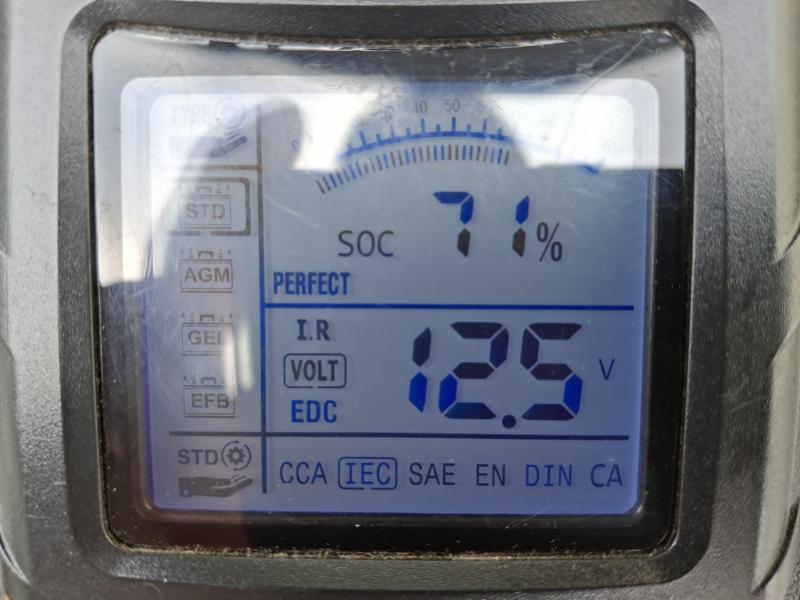 TYPE
0 40 50
STD
SOC 71%
AGM
PERFECT
GEL
I.R
VOLT 12.5 V
EFB
EDC
STD
CCA IEC SAE EN DIN CA